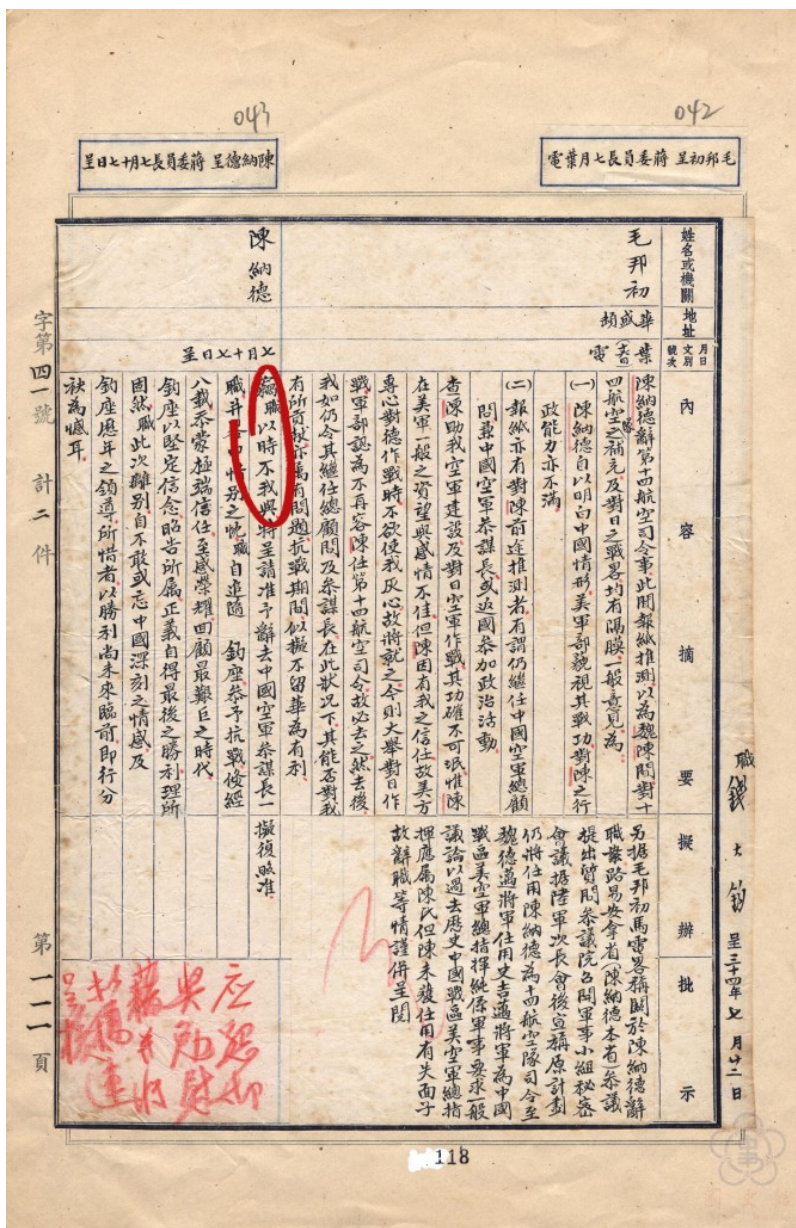 042
毛邦初呈 蔣委員長七月葉電
043
陳納德呈 蔣委員長七月十七日呈
職 錢大鈞 呈三十四年七月廿二日
姓名或機關
地址
月日
文別
號次
內容摘要
擬辦
批示
毛邦初
華盛頓
葉電
陳納德辭第十四航空司令事此間報紙推測以為魏陳間對十
四航空隊之補充及對日之戰畧均有隔膜一般意見為
㈠陳納德自以明白中國情形美軍部藐視其戰功對陳之行
政能力亦不滿
㈡報紙亦有對陳前途推測者有謂仍繼任中國空軍總顧
問兼中國空軍參謀長或返國參加政治活動
查陳助我空軍建設及對日空軍作戰其功確不可泯惟陳
在美軍一般之資望與感情不佳但陳因有我之信任故美方
專心對德作戰時不欲使我灰心故將就之今則大舉對日作
戰軍部認為不再容陳任第十四航空司令故必去之然去後
我如仍令其繼任總顧問及參謀長在此狀況下其能否對我
有所貢獻亦屬有問題抗戰期間似擬不留華為有利
另據毛邦初馬電畧稱關於陳納德辭
職業路易安拿省(陳納德本省)參議
提出質問參議院召開軍事小組秘密
會議據陸軍次長會後宣稱原計劃
仍將任用陳納德為十四航空隊司令至
魏德邁將軍任用史吉邁將軍為中國
戰區美空軍總指揮純係軍事要求一般
議論以過去歷史中國戰區美空軍總指
揮應屬陳氏但陳未獲任用有失面子
故辭職等情謹併呈閱
陳納德
七月十七日呈
竊職以時不我與將呈請准予辭去中國空軍參謀長一
職并 惜別之忱職自追隨 鈞座參予抗戰倏經
八載忝蒙極端信任至感榮耀回顧最艱巨之時代
鈞座以堅定信念昭告所屬正義自得最後之勝利理所
固然職此次離別自不敢或忘中國深刻之情感及
鈞座歷年之領導所惜者以勝利尚未來臨前即行分
袂為憾耳
擬復照准
字第四一號 計二件 第一一一頁
118